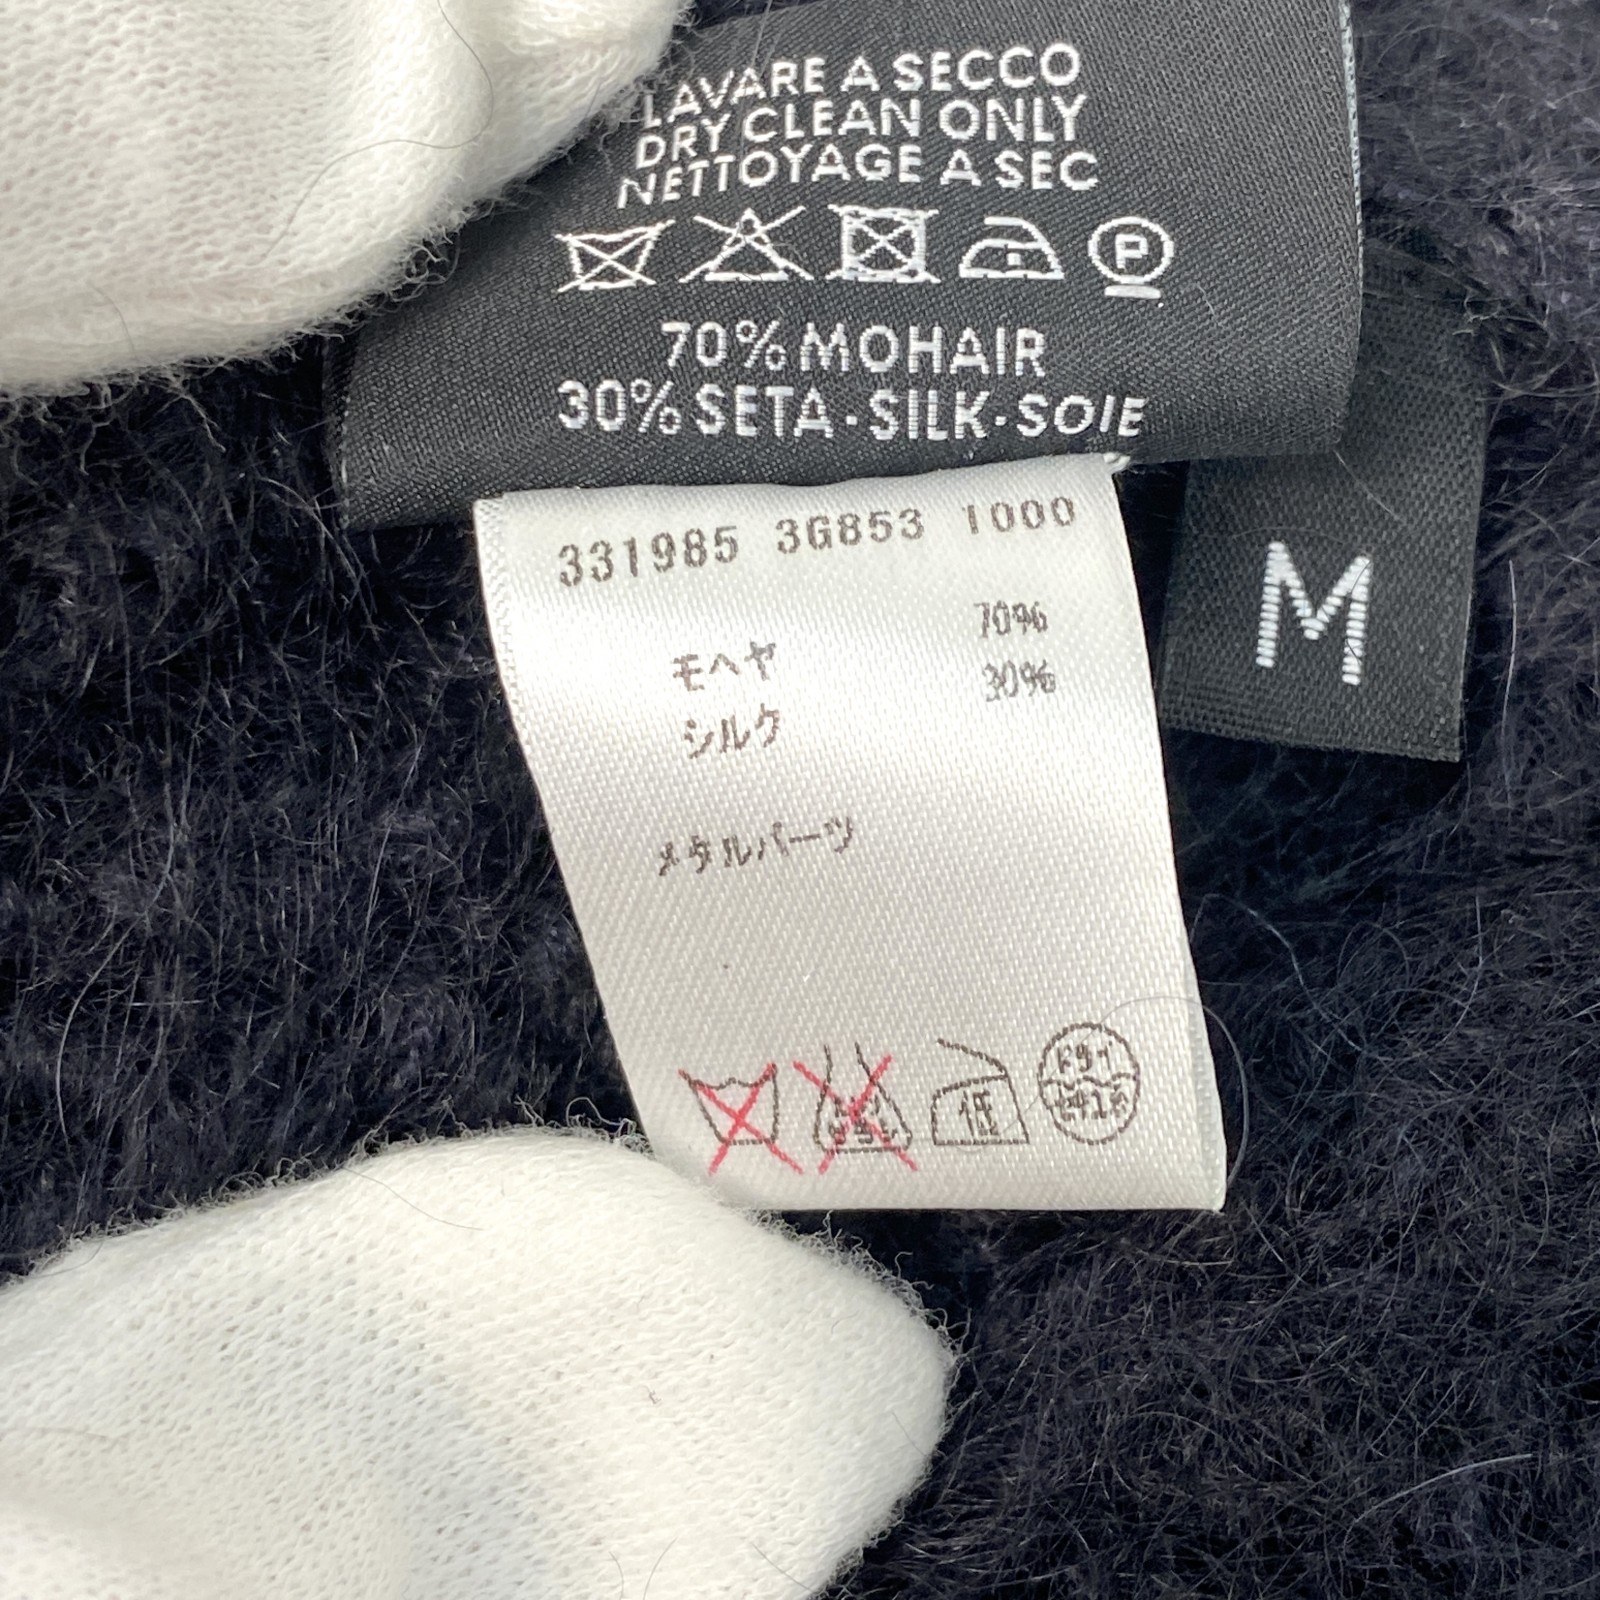 LAVARE A SECCO
DRY CLEAN ONLY
NETTOYAGE A SEC
P
70% MOHAIR
30% SETA·SILK·SOIE
M
331985 3G853 1000
モヘヤ 70%
シルク 30%
メタルパーツ
低
ドライ